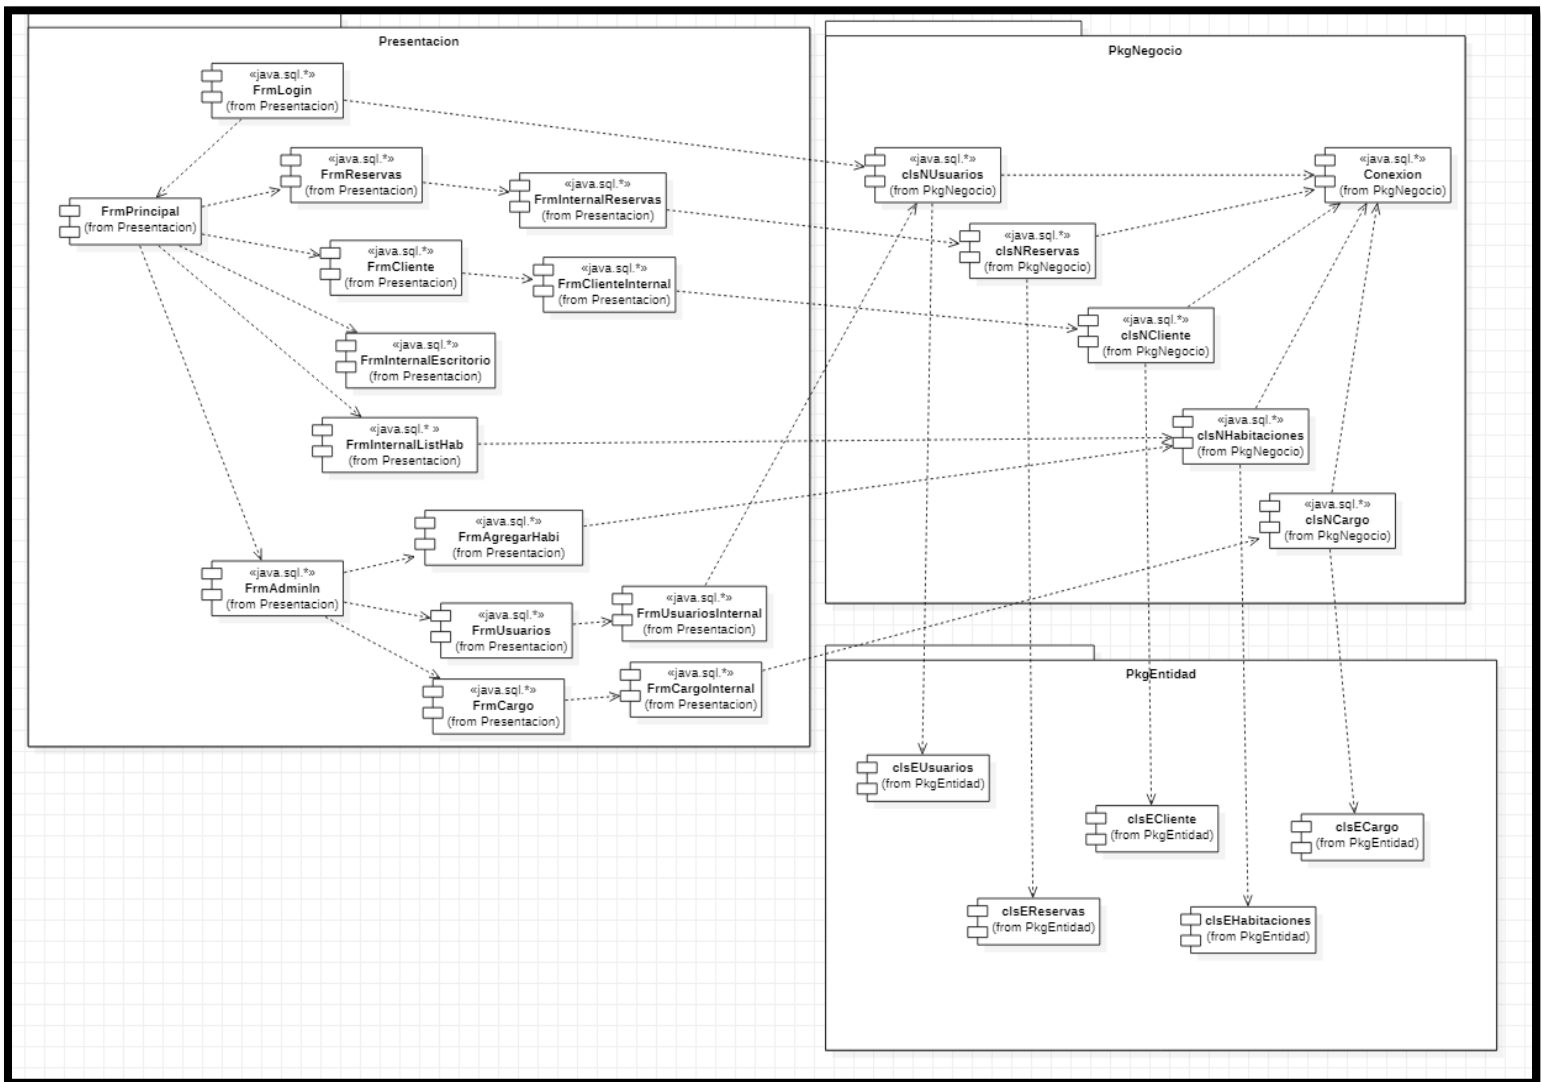 Presentacion
«java.sql.*»
FrmLogin
(from Presentacion)
«java.sql.*»
FrmReservas
(from Presentacion)
«java.sql.*»
FrmInternalReservas
(from Presentacion)
FrmPrincipal
(from Presentacion)
«java.sql.*»
FrmCliente
(from Presentacion)
«java.sql.*»
FrmClienteInternal
(from Presentacion)
«java.sql.*»
FrmInternalEscritorio
(from Presentacion)
«java.sql.* »
FrmInternalListHab
(from Presentacion)
«java.sql.*»
FrmAgregarHabi
(from Presentacion)
«java.sql.*»
FrmAdminIn
(from Presentacion)
«java.sql.*»
FrmUsuarios
(from Presentacion)
«java.sql.*»
FrmUsuariosInternal
(from Presentacion)
«java.sql.*»
FrmCargo
(from Presentacion)
«java.sql.*»
FrmCargoInternal
(from Presentacion)
PkgNegocio
«java.sql.*»
clsNUsuarios
(from PkgNegocio)
«java.sql.*»
Conexion
(from PkgNegocio)
«java.sql.*»
clsNReservas
(from PkgNegocio)
«java.sql.*»
clsNCliente
(from PkgNegocio)
«java.sql.*»
clsNHabitaciones
(from PkgNegocio)
«java.sql.*»
clsNCargo
(from PkgNegocio)
PkgEntidad
clsEUsuarios
(from PkgEntidad)
clsECliente
(from PkgEntidad)
clsECargo
(from PkgEntidad)
clsEReservas
(from PkgEntidad)
clsEHabitaciones
(from PkgEntidad)